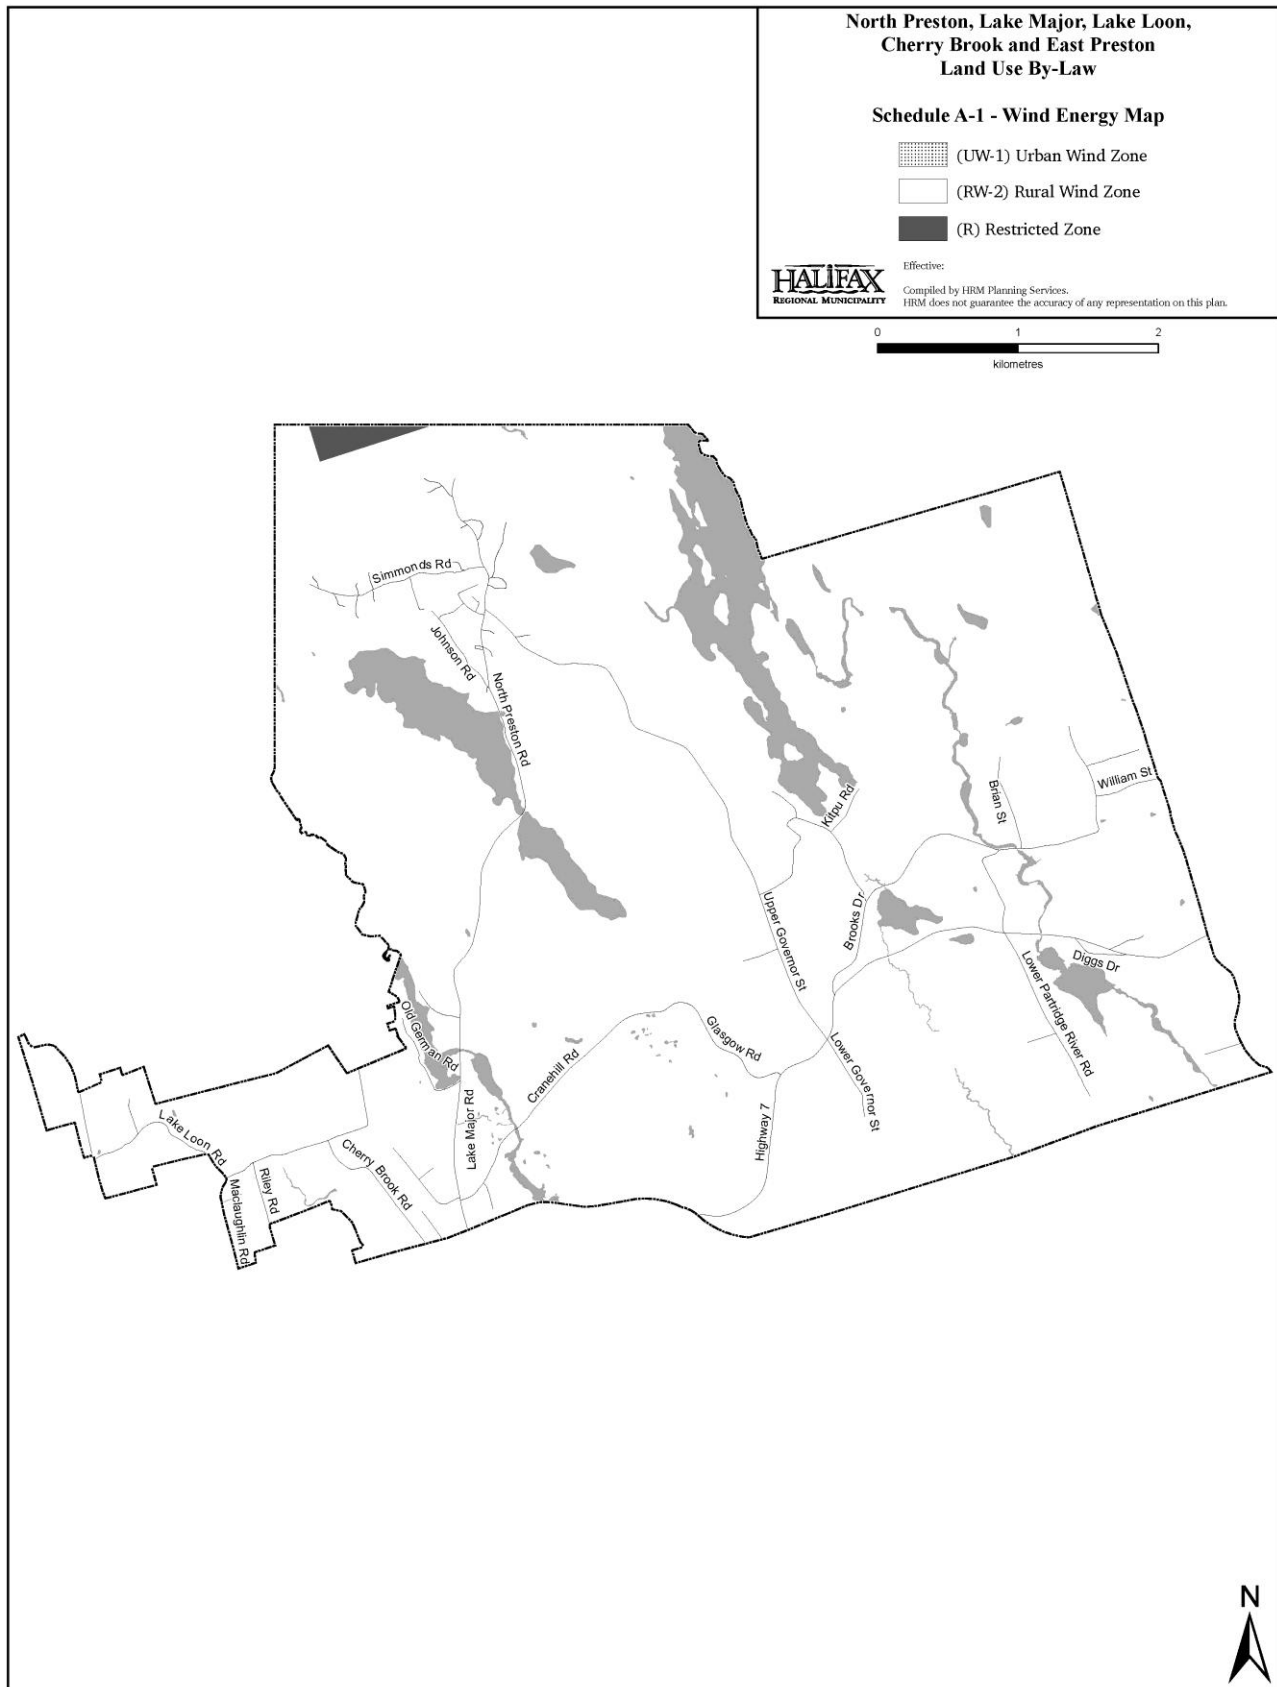 North Preston, Lake Major, Lake Loon,
Cherry Brook and East Preston
Land Use By-Law
Schedule A-1 - Wind Energy Map
(UW-1) Urban Wind Zone
(RW-2) Rural Wind Zone
(R) Restricted Zone
HALIFAX
REGIONAL MUNICIPALITY
Effective:
Compiled by HRM Planning Services.
HRM does not guarantee the accuracy of any representation on this plan.
0 1 2
kilometres
Simmonds Rd
Johnson Rd
North Preston Rd
William St
Brian St
Kitpu Rd
Upper Governor St
Brooks Dr
Diggs Dr
Lower Partridge River Rd
Old German Rd
Glasgow Rd
Cranehill Rd
Lower Governor St
Lake Major Rd
Highway 7
Lake Loon Rd
Cherry Brook Rd
Riley Rd
Maclaughlin Rd
N